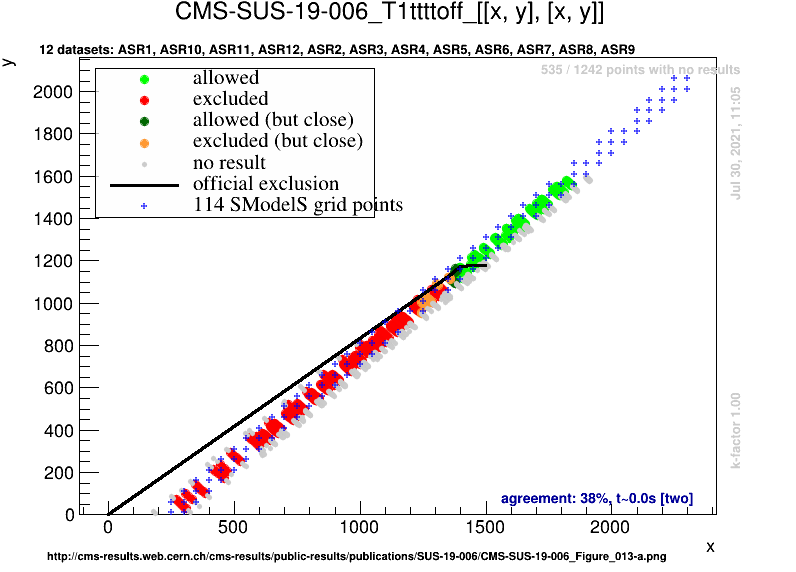 CMS-SUS-19-006_T1ttttoff_[[x, y], [x, y]]
12 datasets: ASR1, ASR10, ASR11, ASR12, ASR2, ASR3, ASR4, ASR5, ASR6, ASR7, ASR8, ASR9
y
535 / 1242 points with no results
allowed
excluded
allowed (but close)
excluded (but close)
no result
official exclusion
114 SModelS grid points
Jul 30, 2021, 11:05
k-factor 1.00
2000
1800
1600
1400
1200
1000
800
600
400
200
0
agreement: 38%, t~0.0s [two]
0 500 1000 1500 2000
x
http://cms-results.web.cern.ch/cms-results/public-results/publications/SUS-19-006/CMS-SUS-19-006_Figure_013-a.png